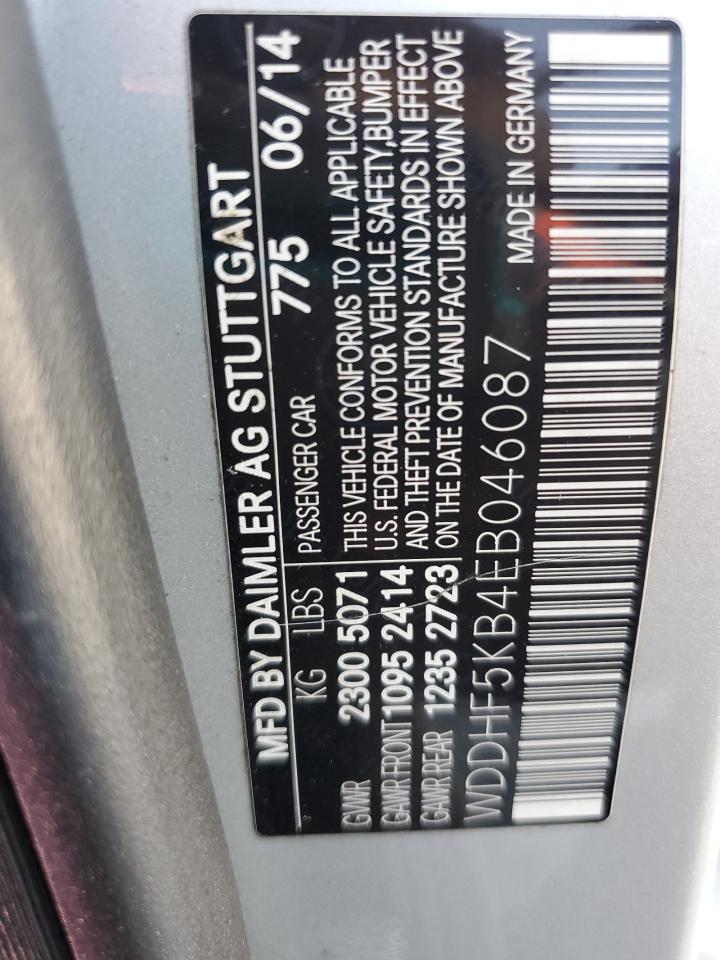 MFD BY DAIMLER AG STUTTGART
775 06/14
KG LBS PASSENGER CAR
GVWR 2300 5071 THIS VEHICLE CONFORMS TO ALL APPLICABLE
GAWR FRONT 1095 2414 U.S. FEDERAL MOTOR VEHICLE SAFETY,BUMPER
GAWR REAR 1235 2723 AND THEFT PREVENTION STANDARDS IN EFFECT
ON THE DATE OF MANUFACTURE SHOWN ABOVE
WDDHF5KB4EB046087 MADE IN GERMANY